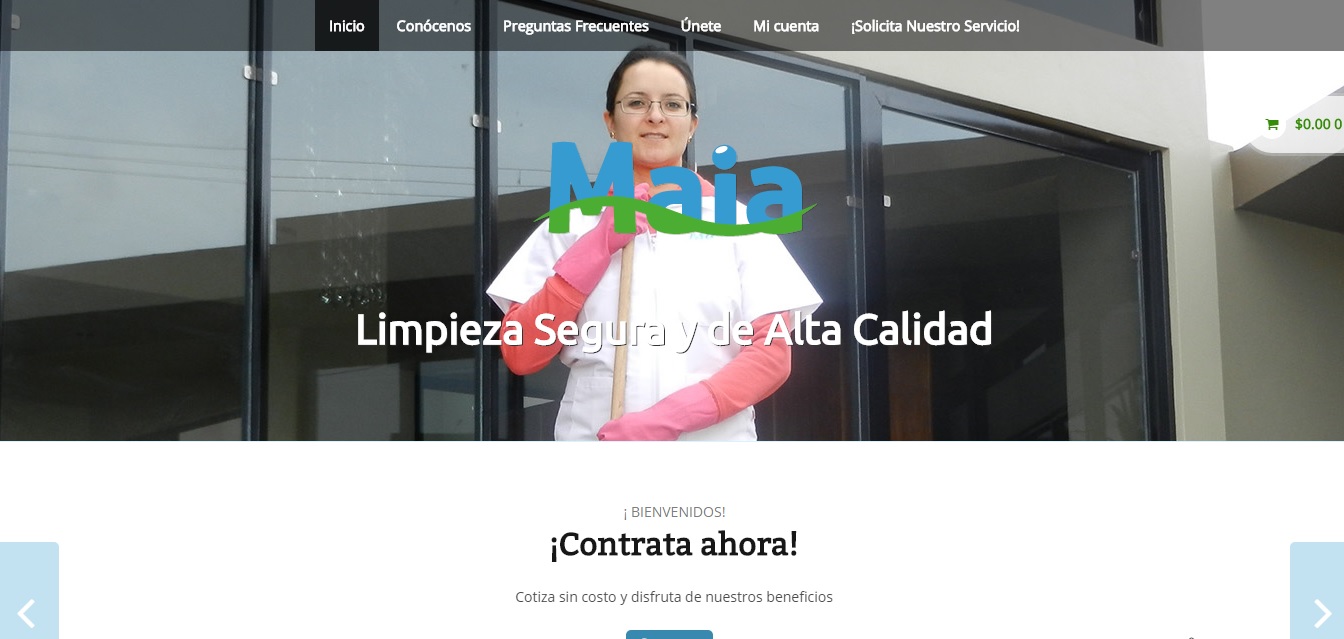 Inicio Conócenos Preguntas Frecuentes Únete Mi cuenta ¡Solicita Nuestro Servicio!
$0.00 0
Maia
Limpieza Segura y de Alta Calidad
¡ BIENVENIDOS!
¡Contrata ahora!
Cotiza sin costo y disfruta de nuestros beneficios